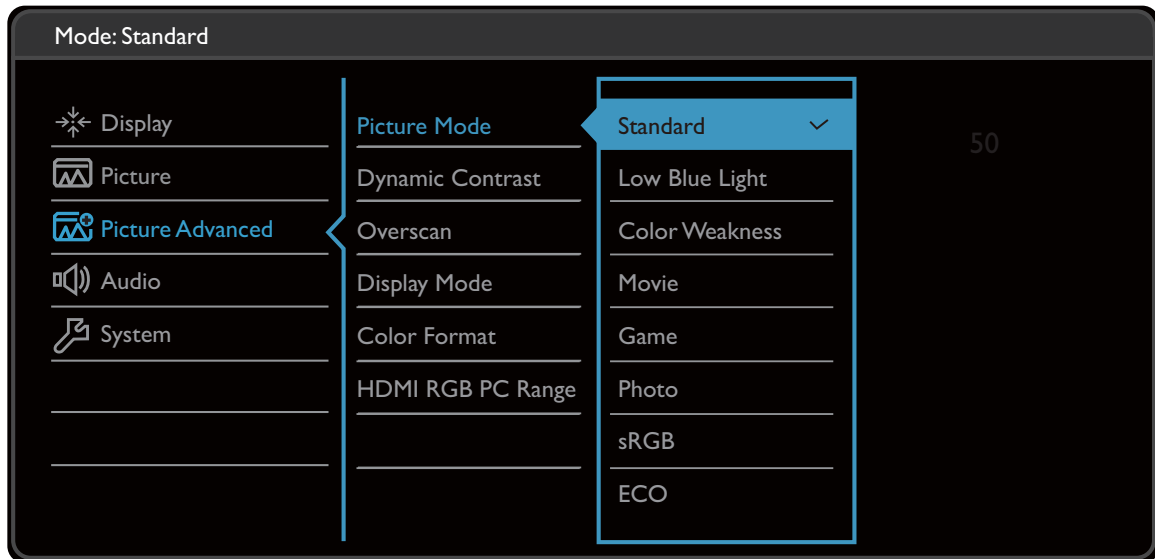 Mode: Standard
Display
Picture
Picture Advanced
Audio
System
Picture Mode
Dynamic Contrast
Overscan
Display Mode
Color Format
HDMI RGB PC Range
Standard
Low Blue Light
Color Weakness
Movie
Game
Photo
sRGB
ECO
50